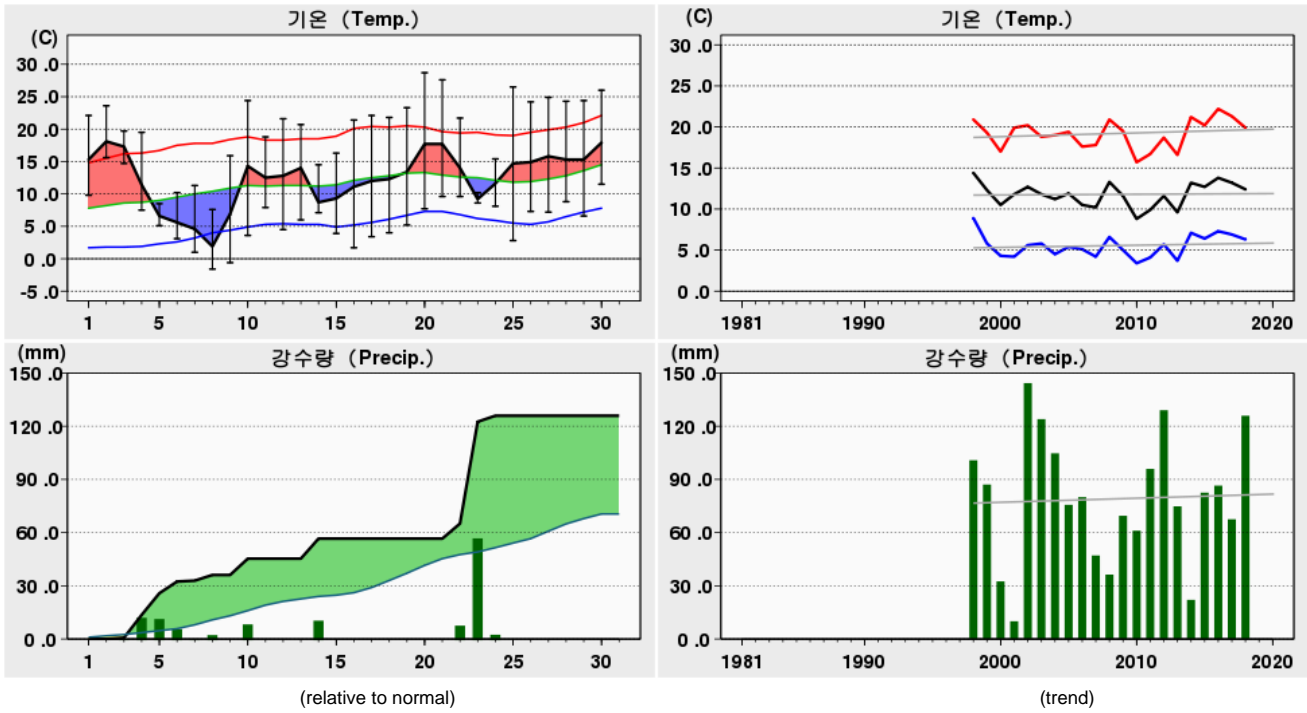 기온 (Temp.)
(C)
30 .0
25 .0
20 .0
15 .0
10 .0
5 .0
0 .0
-5 .0
1 5 10 15 20 25 30
기온 (Temp.)
(C)
30 .0
25 .0
20 .0
15 .0
10 .0
5 .0
0 .0
1981 1990 2000 2010 2020
강수량 (Precip.)
(mm)
150 .0
120 .0
90 .0
60 .0
30 .0
0 .0
1 5 10 15 20 25 30
(relative to normal)
강수량 (Precip.)
(mm)
150 .0
120 .0
90 .0
60 .0
30 .0
0 .0
1981 1990 2000 2010 2020
(trend)